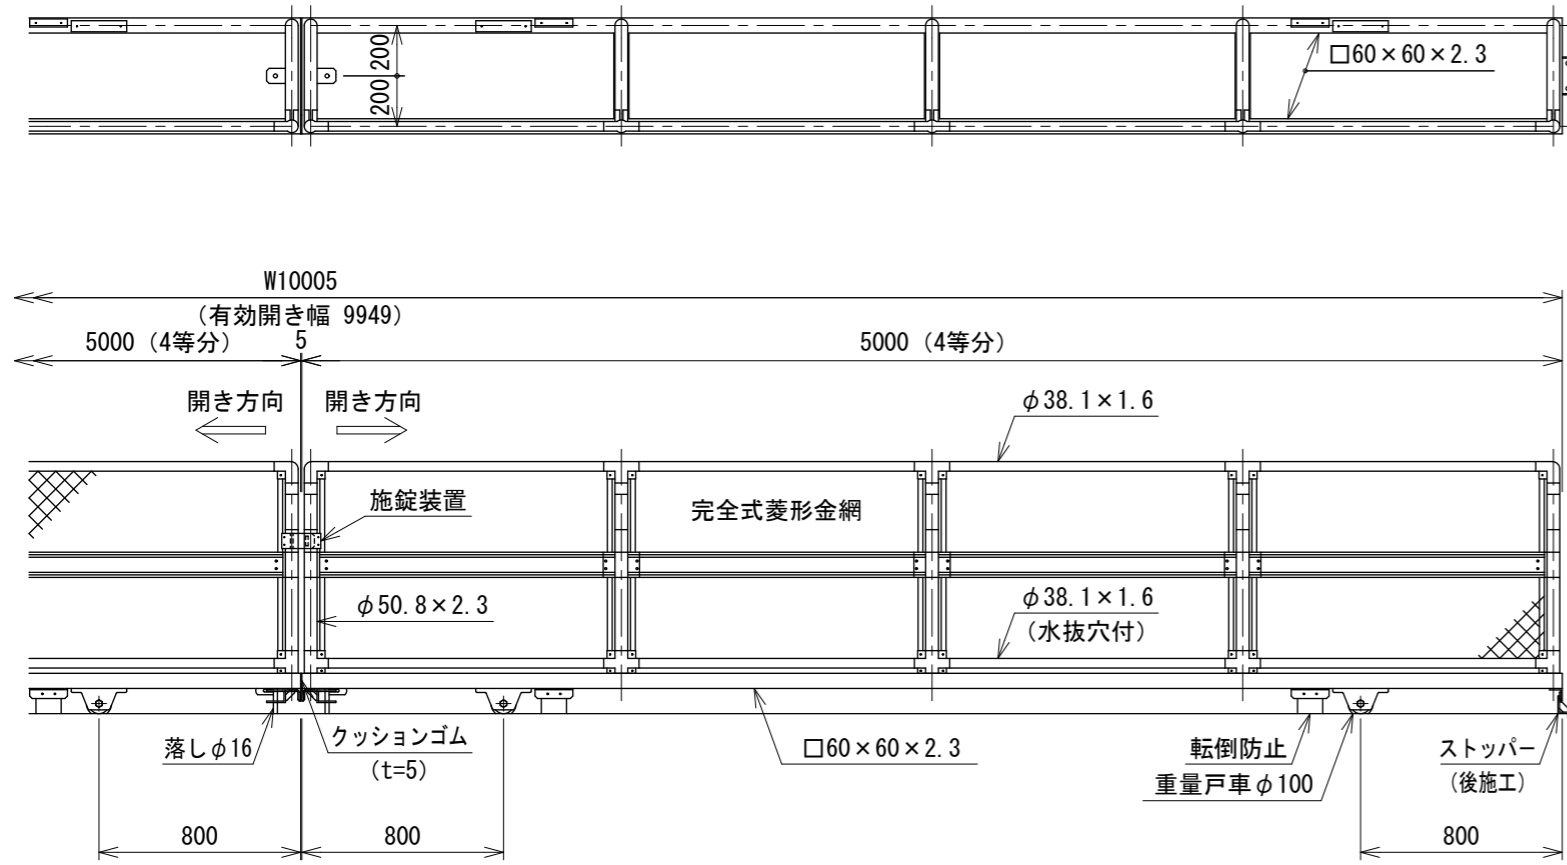 200
200
□60×60×2.3
W10005
(有効開き幅 9949)
5000 (4等分)
5
5000 (4等分)
開き方向
開き方向
φ38.1×1.6
施錠装置
完全式菱形金網
φ50.8×2.3
φ38.1×1.6
(水抜穴付)
落しφ16
クッションゴム
(t=5)
□60×60×2.3
転倒防止
重量戸車φ100
ストッパー
(後施工)
800
800
800